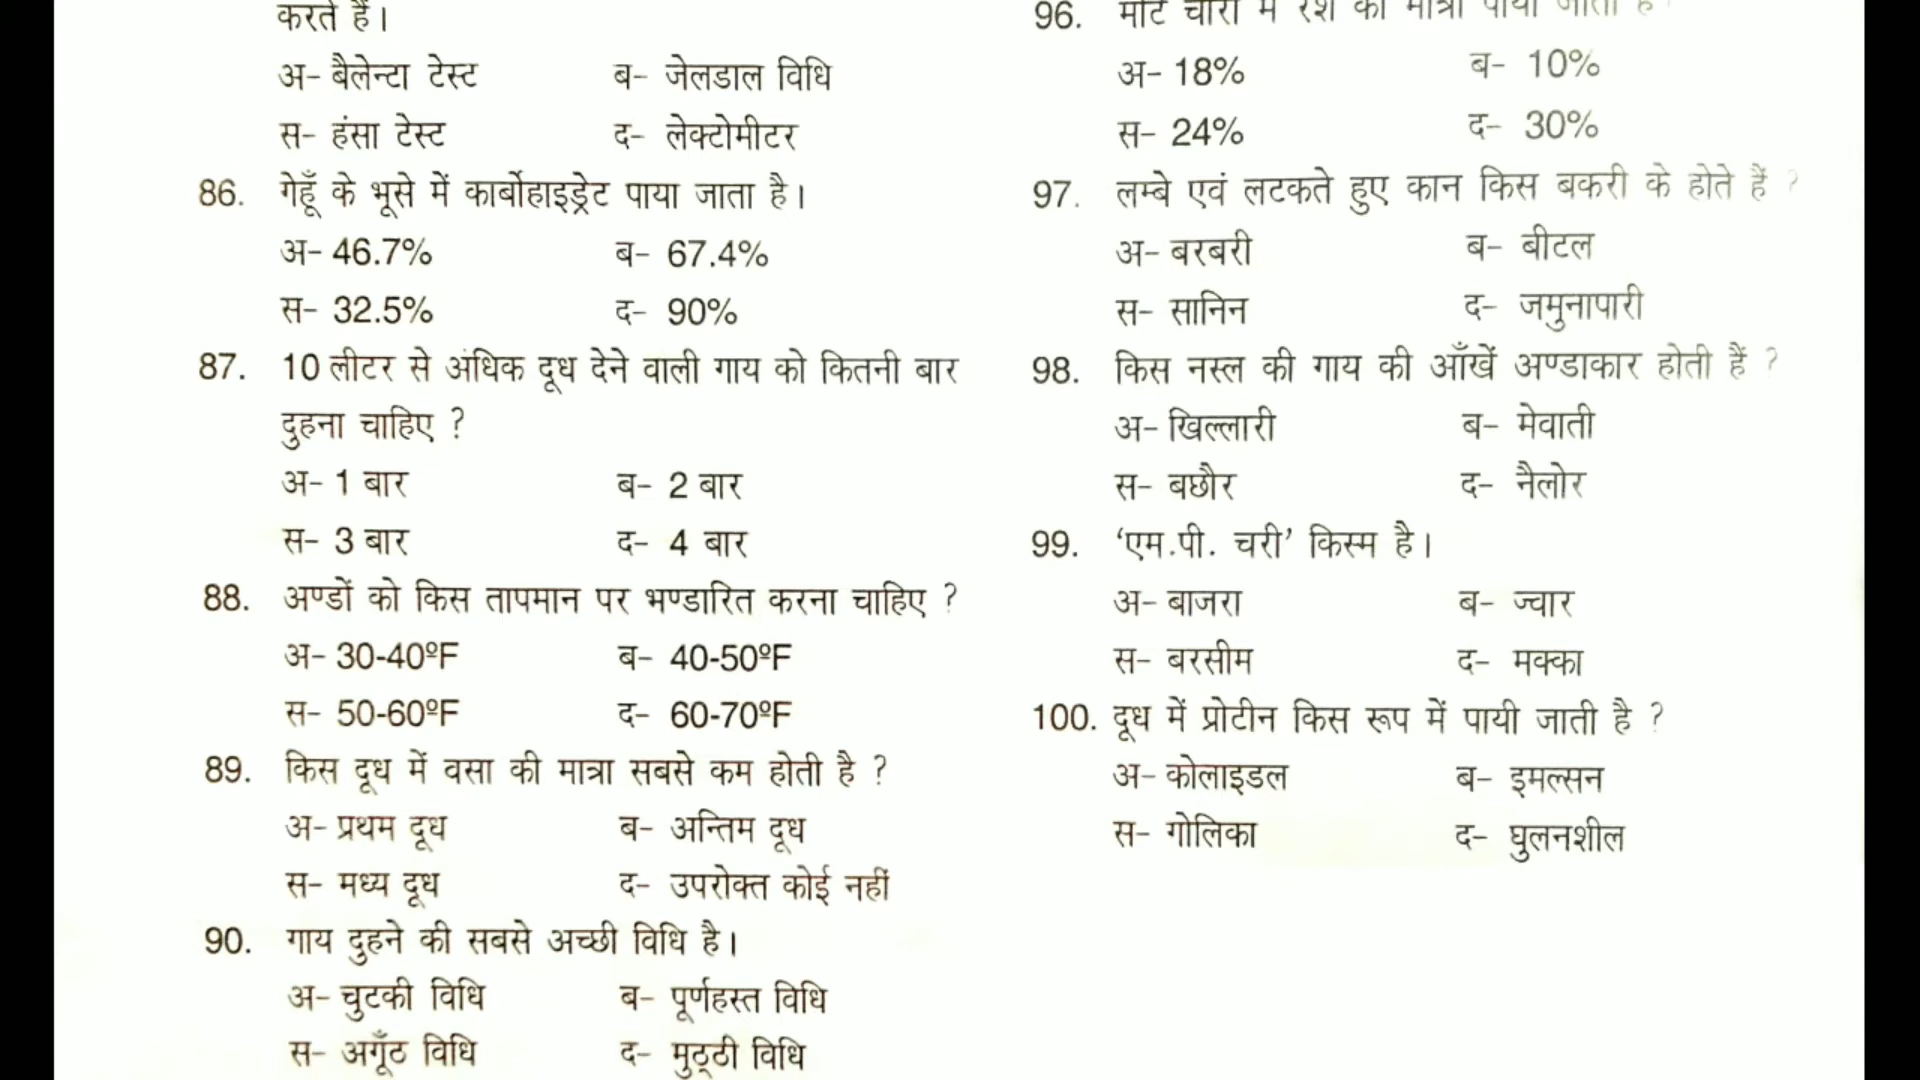 करते हैं।
अ- बैलेन्टा टेस्ट ब- जेलडाल विधि
स- हंसा टेस्ट द- लेक्टोमीटर
86. गेहूँ के भूसे में कार्बोहाइड्रेट पाया जाता है।
अ- 46.7% ब- 67.4%
स- 32.5% द- 90%
87. 10 लीटर से अधिक दूध देने वाली गाय को कितनी बार
दुहना चाहिए ?
अ- 1 बार ब- 2 बार
स- 3 बार द- 4 बार
88. अण्डों को किस तापमान पर भण्डारित करना चाहिए ?
अ- 30-40ºF ब- 40-50ºF
स- 50-60ºF द- 60-70ºF
89. किस दूध में वसा की मात्रा सबसे कम होती है ?
अ- प्रथम दूध ब- अन्तिम दूध
स- मध्य दूध द- उपरोक्त कोई नहीं
90. गाय दुहने की सबसे अच्छी विधि है।
अ- चुटकी विधि ब- पूर्णहस्त विधि
स- अगूँठ विधि द- मुट्ठी विधि
96. मोटे चारों में रेशे की मात्रा पायी जाती है
अ- 18% ब- 10%
स- 24% द- 30%
97. लम्बे एवं लटकते हुए कान किस बकरी के होते हैं ?
अ- बरबरी ब- बीटल
स- सानिन द- जमुनापारी
98. किस नस्ल की गाय की आँखें अण्डाकार होती हैं ?
अ- खिल्लारी ब- मेवाती
स- बछौर द- नैलोर
99. ‘एम.पी. चरी’ किस्म है।
अ- बाजरा ब- ज्वार
स- बरसीम द- मक्का
100. दूध में प्रोटीन किस रूप में पायी जाती है ?
अ- कोलाइडल ब- इमल्सन
स- गोलिका द- घुलनशील